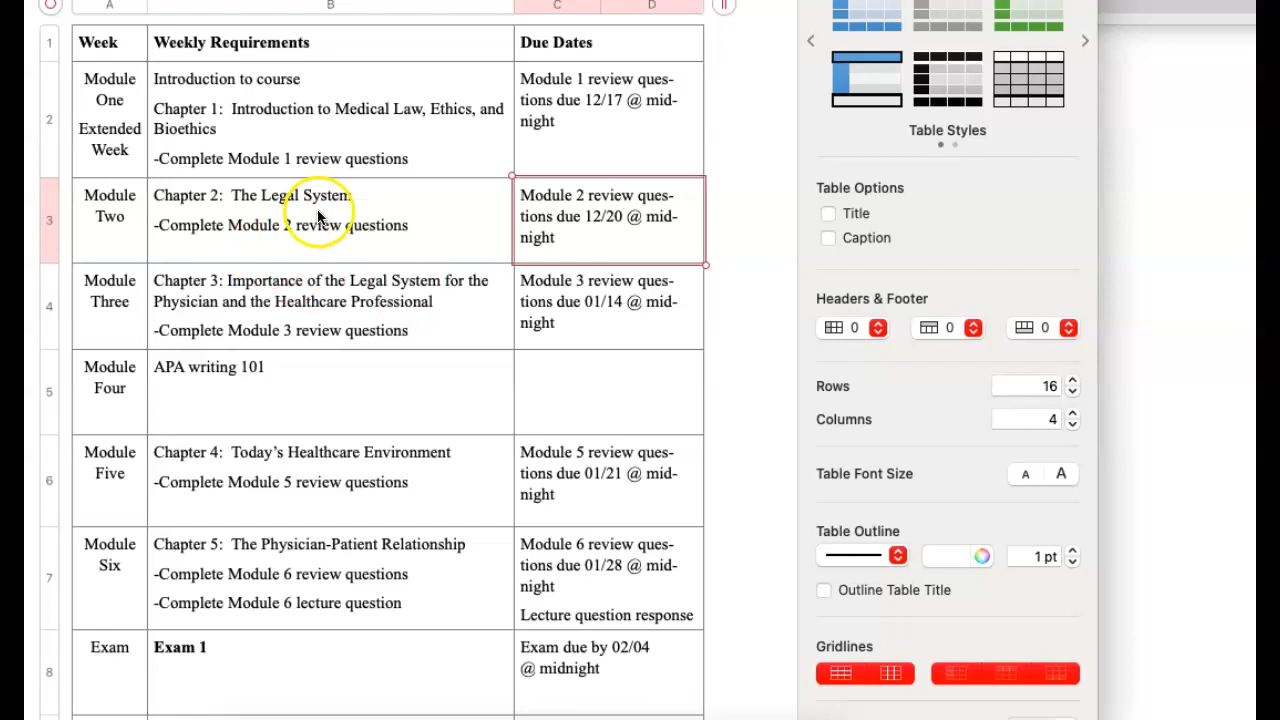 A B C D
1 Week Weekly Requirements Due Dates
2
Module
One
Extended
Week
Introduction to course
Chapter 1: Introduction to Medical Law, Ethics, and
Bioethics
-Complete Module 1 review questions
Module 1 review ques-
tions due 12/17 @ mid-
night
3
Module
Two
Chapter 2: The Legal System
-Complete Module 2 review questions
Module 2 review ques-
tions due 12/20 @ mid-
night
4
Module
Three
Chapter 3: Importance of the Legal System for the
Physician and the Healthcare Professional
-Complete Module 3 review questions
Module 3 review ques-
tions due 01/14 @ mid-
night
5
Module
Four
APA writing 101
6
Module
Five
Chapter 4: Today’s Healthcare Environment
-Complete Module 5 review questions
Module 5 review ques-
tions due 01/21 @ mid-
night
7
Module
Six
Chapter 5: The Physician-Patient Relationship
-Complete Module 6 review questions
-Complete Module 6 lecture question
Module 6 review ques-
tions due 01/28 @ mid-
night
Lecture question response
8
Exam
Exam 1
Exam due by 02/04
@ midnight
Table Styles
Table Options
Title
Caption
Headers & Footer
0 0 0
Rows 16
Columns 4
Table Font Size A A
Table Outline
1 pt
Outline Table Title
Gridlines